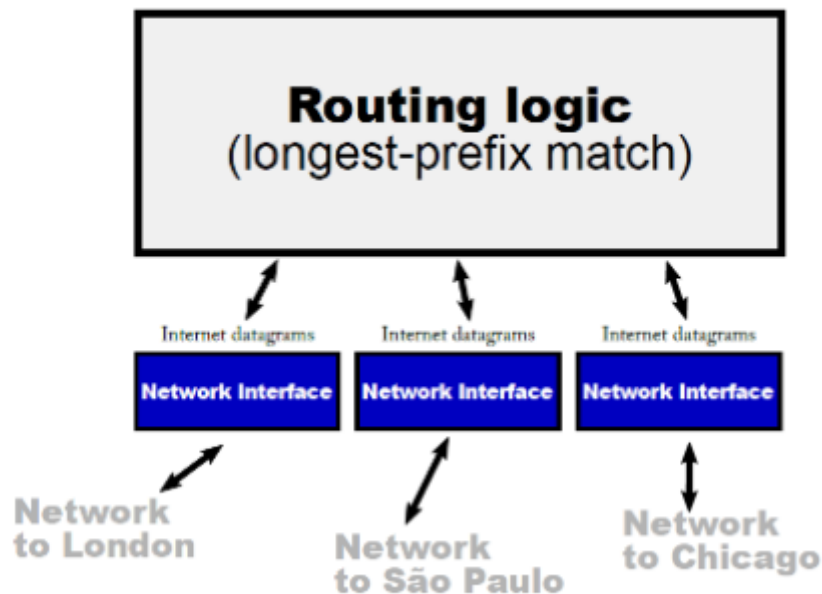 Routing logic
(longest-prefix match)
Internet datagrams
Internet datagrams
Internet datagrams
Network Interface
Network Interface
Network Interface
Network
to London
Network
to São Paulo
Network
to Chicago